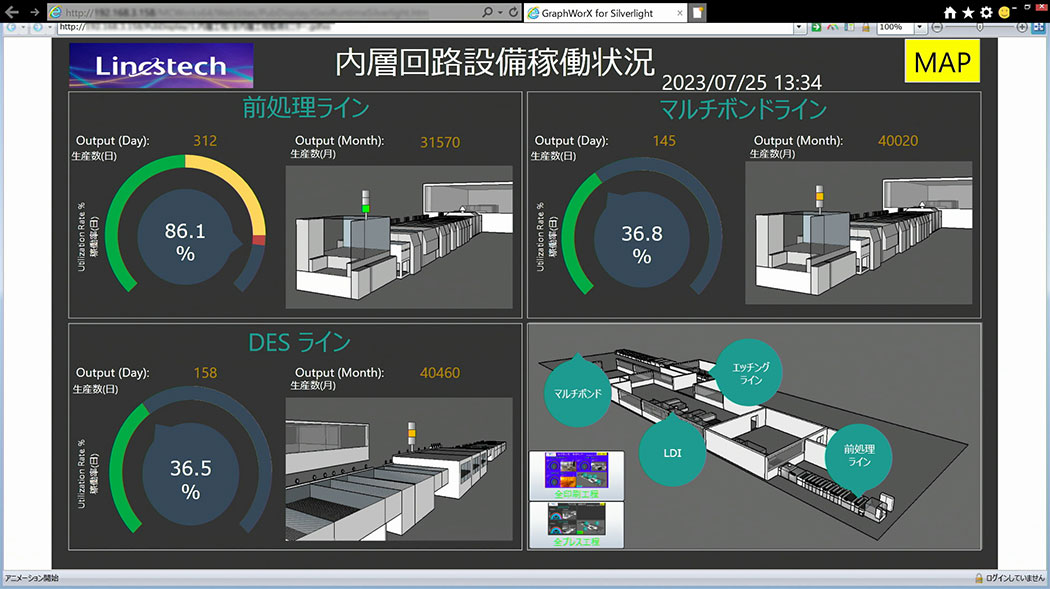 GraphWorX for Silverlight
100%
Lincstech
内層回路設備稼働状況
2023/07/25 13:34
MAP
前処理ライン
Output (Day): 312
生産数(日)
Output (Month): 31570
生産数(月)
Utilization Rate %
稼働率(日)
86.1
%
マルチボンドライン
Output (Day): 145
生産数(日)
Output (Month): 40020
生産数(月)
Utilization Rate %
稼働率(日)
36.8
%
DES ライン
Output (Day): 158
生産数(日)
Output (Month): 40460
生産数(月)
Utilization Rate %
稼働率(日)
36.5
%
マルチボンド
エッチング
ライン
LDI
前処理
ライン
全印刷工程
全プレス工程
アニメーション開始
ログインしていません